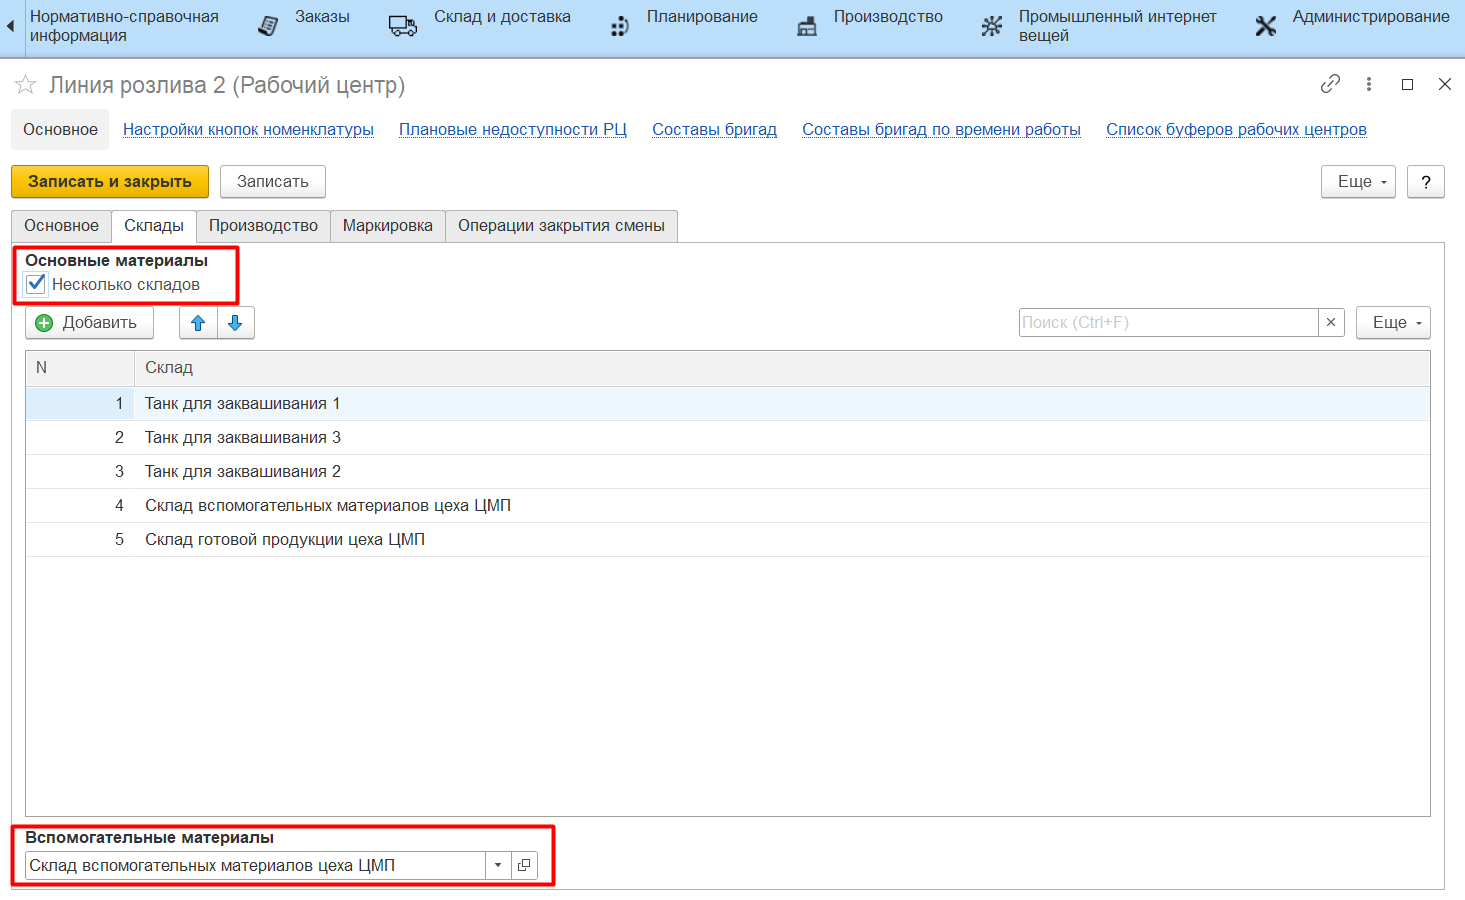 Нормативно-справочная информация
Заказы
Склад и доставка
Планирование
Производство
Промышленный интернет вещей
Администрирование
Линия розлива 2 (Рабочий центр)
Основное Настройки кнопок номенклатуры Плановые недоступности РЦ Составы бригад Составы бригад по времени работы Список буферов рабочих центров
Записать и закрыть Записать Еще ?
Основное Склады Производство Маркировка Операции закрытия смены
Основные материалы
Несколько складов
Добавить Поиск (Ctrl+F) × Еще
N Склад
1 Танк для заквашивания 1
2 Танк для заквашивания 3
3 Танк для заквашивания 2
4 Склад вспомогательных материалов цеха ЦМП
5 Склад готовой продукции цеха ЦМП
Вспомогательные материалы
Склад вспомогательных материалов цеха ЦМП